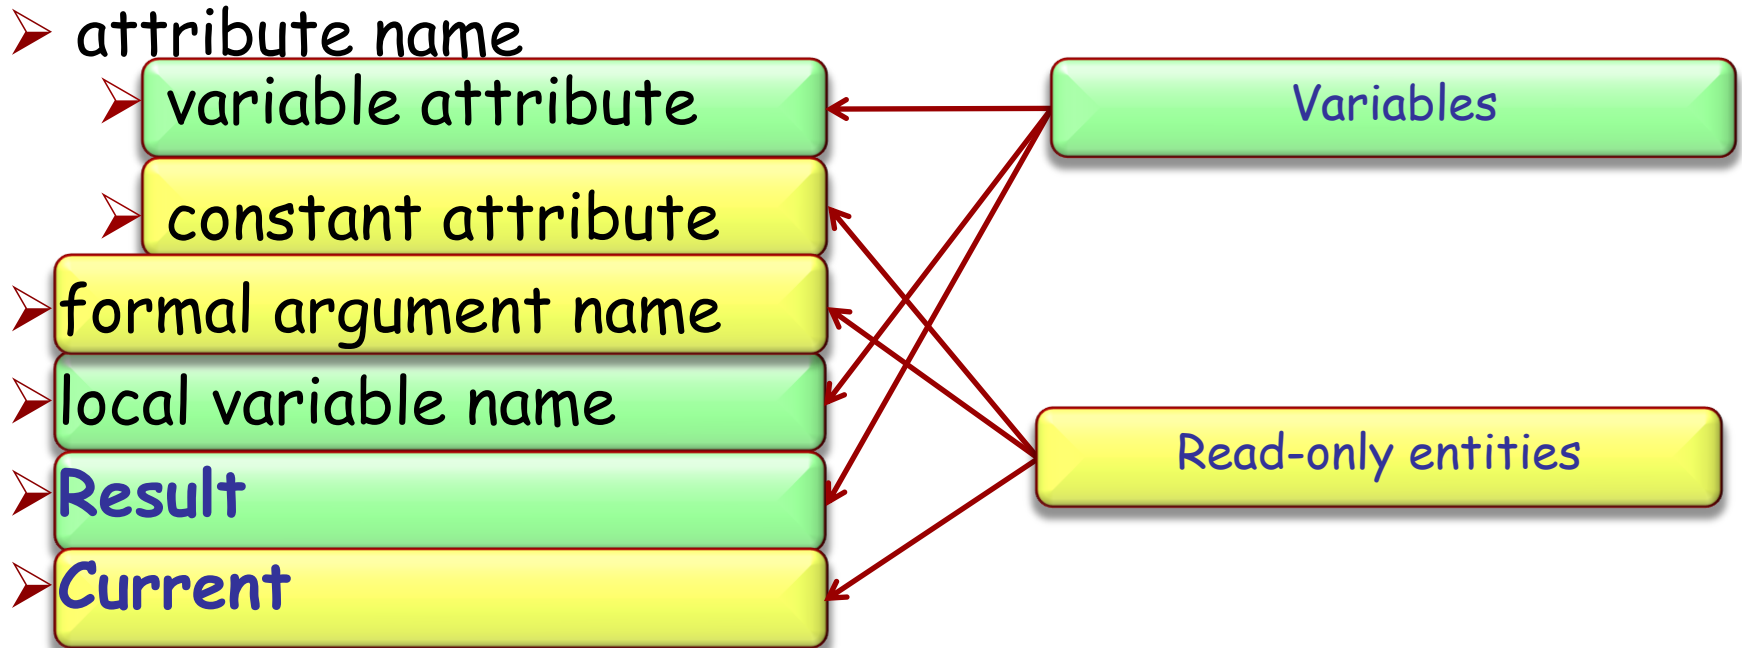 attribute name
variable attribute
constant attribute
formal argument name
local variable name
Result
Current
Variables
Read-only entities